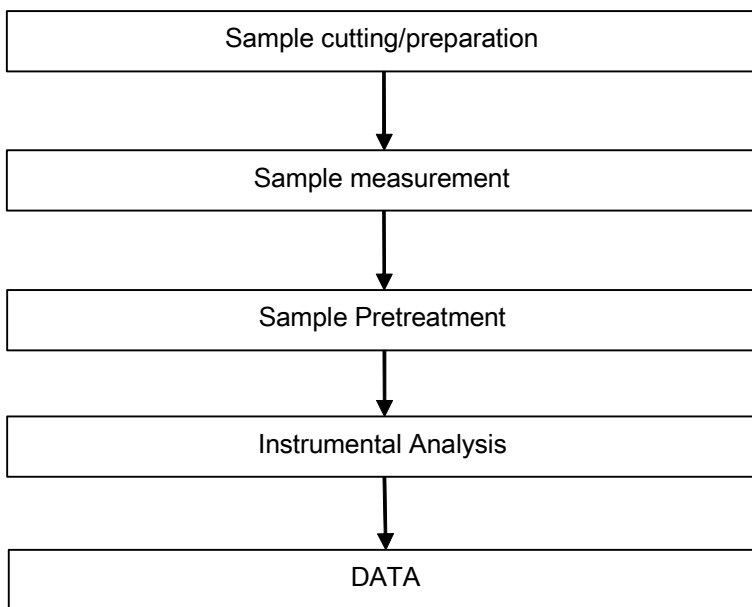 Sample cutting/preparation
Sample measurement
Sample Pretreatment
Instrumental Analysis
DATA